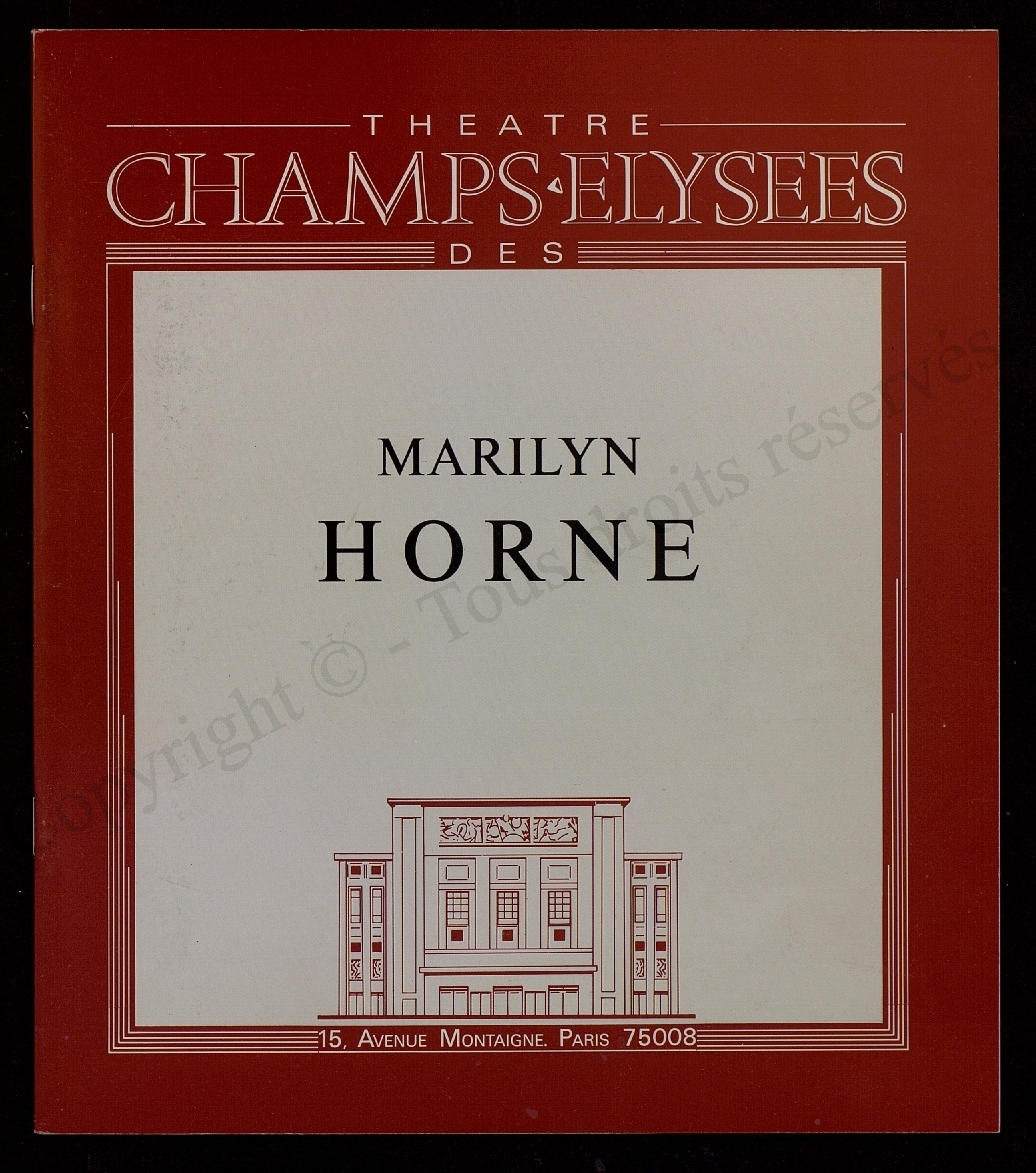 THEATRE
CHAMPS-ELYSEES
DES
MARILYN
HORNE
copyright © - Tous droits réservés
15, AVENUE MONTAIGNE. PARIS 75008